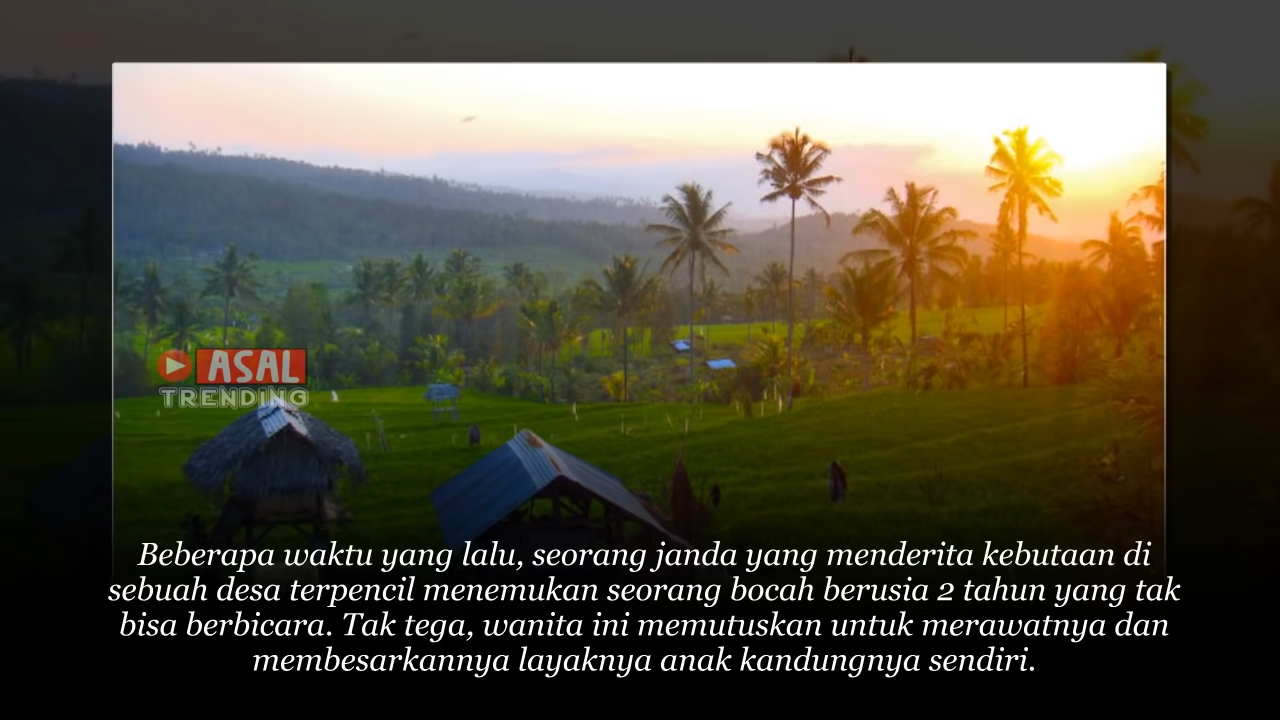 ASAL
TRENDING
Beberapa waktu yang lalu, seorang janda yang menderita kebutaan di
sebuah desa terpencil menemukan seorang bocah berusia 2 tahun yang tak
bisa berbicara. Tak tega, wanita ini memutuskan untuk merawatnya dan
membesarkannya layaknya anak kandungnya sendiri.